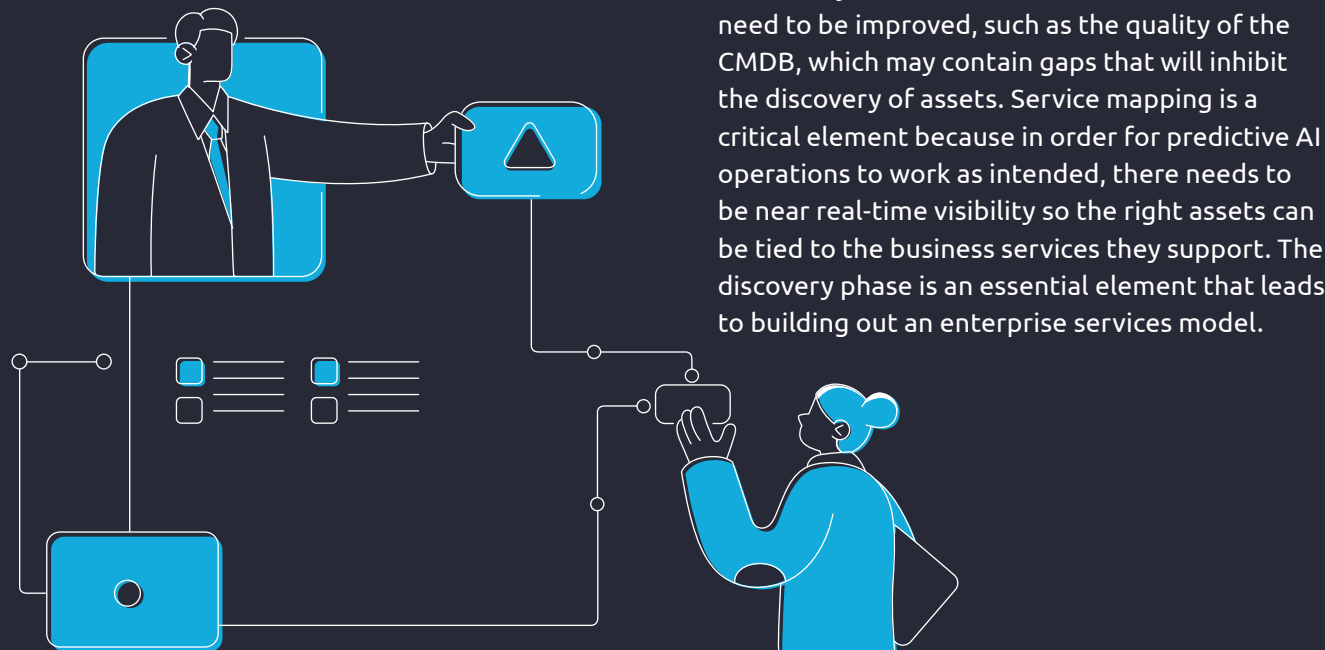 need to be improved, such as the quality of the
CMDB, which may contain gaps that will inhibit
the discovery of assets. Service mapping is a
critical element because in order for predictive AI
operations to work as intended, there needs to
be near real-time visibility so the right assets can
be tied to the business services they support. The
discovery phase is an essential element that leads
to building out an enterprise services model.